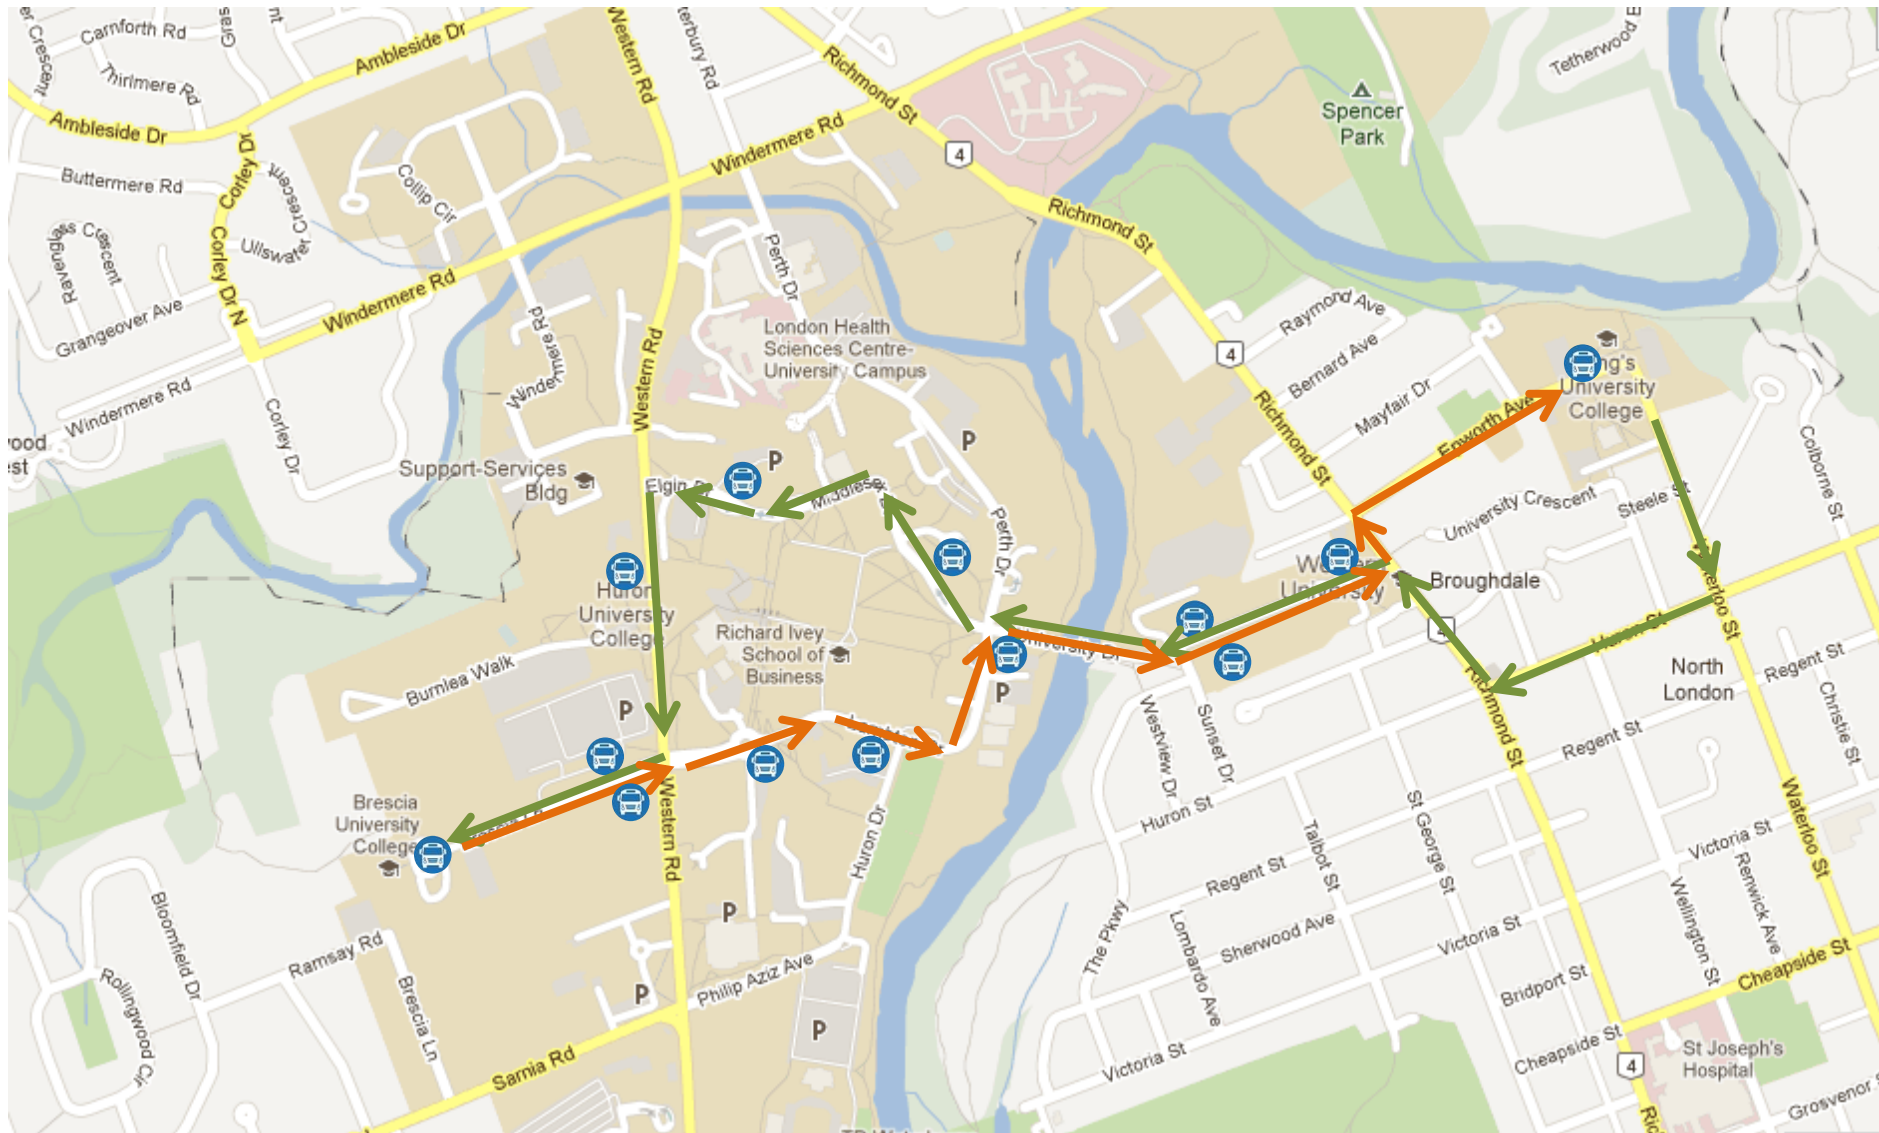 Carnforth Rd
Thirlmere Rd
Ambleside Dr
Ambleside Dr
Western Rd
Richmond St
Tetherwood
Spencer
Park
Windermere Rd
4
Buttermere Rd
Corley Dr
Crescent
Collip Cir
Richmond St
Crescent
Ullswater
Corley Dr N
Perth Dr
Grangeover Ave
Windermere Rd
Raymond Ave
London Health
Sciences Centre-
University Campus
4
Bernard Ave
Western Rd
University
College
Windermere Rd
Corley Dr
Mayfair Dr
Richmond St
Epworth Ave
Colborne St
P
P
Support-Services
Bldg
Elgin Dr
University Crescent
Perth Dr
Broughdale
University
Huron
University
College
Waterloo St
4
Huron St
Richard Ivey
School of
Business
University Dr
Burnlea Walk
P
P
North
London
Regent St
Christie St
Richmond St
Westview Dr
Sunset Dr
Regent St
Brescia
University
College
Western Rd
Huron Dr
Huron St
Talbot St
St George St
Waterloo St
Victoria St
Regent St
Renwick Ave
Wellington St
P
Bloomfield Dr
The Pkwy
Lombardo Ave
Sherwood Ave
Victoria St
Cheapside St
Ramsay Rd
Philip Aziz Ave
P
Rollingwood Cir
Brescia Ln
P
Bridport St
Sarnia Rd
Victoria St
Cheapside St
4
St Joseph's
Hospital
Grosvenor